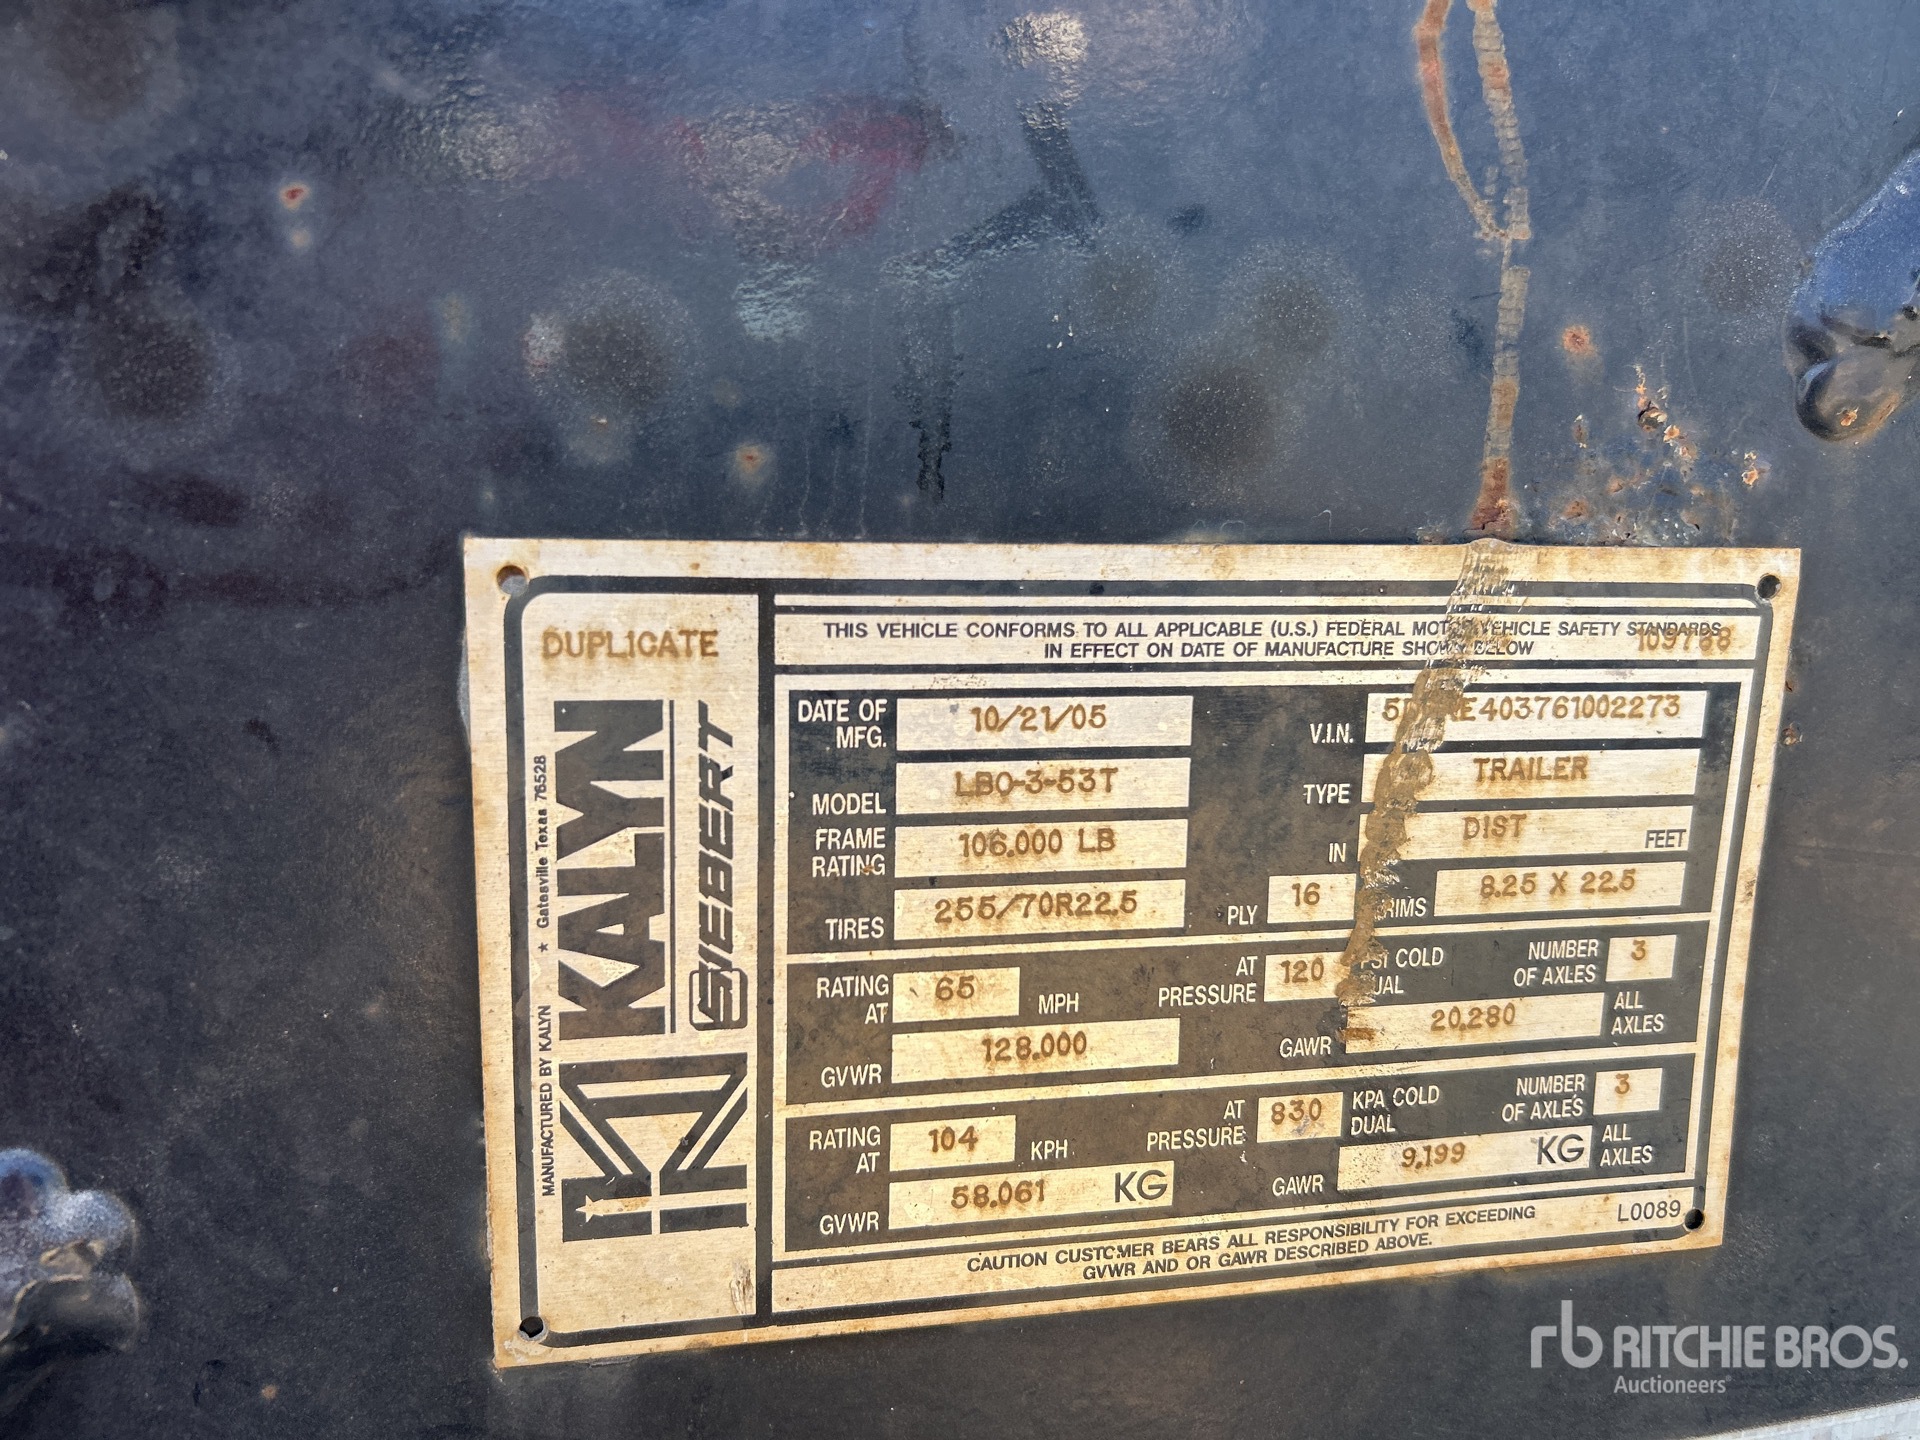 DUPLICATE
MANUFACTURED BY KALYN ★ Gatesville Texas 76528
KALYN
SIEBERT
THIS VEHICLE CONFORMS TO ALL APPLICABLE (U.S.) FEDERAL MOTOR VEHICLE SAFETY STANDARDS
IN EFFECT ON DATE OF MANUFACTURE SHOWN BELOW
109768
DATE OF MFG. 10/21/05
V.I.N.
MODEL LBO-3-53T
TYPE TRAILER
FRAME RATING 106.000 LB
IN DIST FEET
TIRES 255/70R22.5
PLY 16
RIMS 8.25 X 22.5
RATING AT 65 MPH
AT PRESSURE 120 PSI COLD DUAL
NUMBER OF AXLES 3
GVWR 128.000
GAWR 20.280 ALL AXLES
RATING AT 104 KPH
AT PRESSURE 830 KPA COLD DUAL
NUMBER OF AXLES 3
GVWR 58.061 KG
GAWR 9.199 KG ALL AXLES
CAUTION CUSTOMER BEARS ALL RESPONSIBILITY FOR EXCEEDING
GVWR AND OR GAWR DESCRIBED ABOVE.
L0089
rb RITCHIE BROS.
Auctioneers